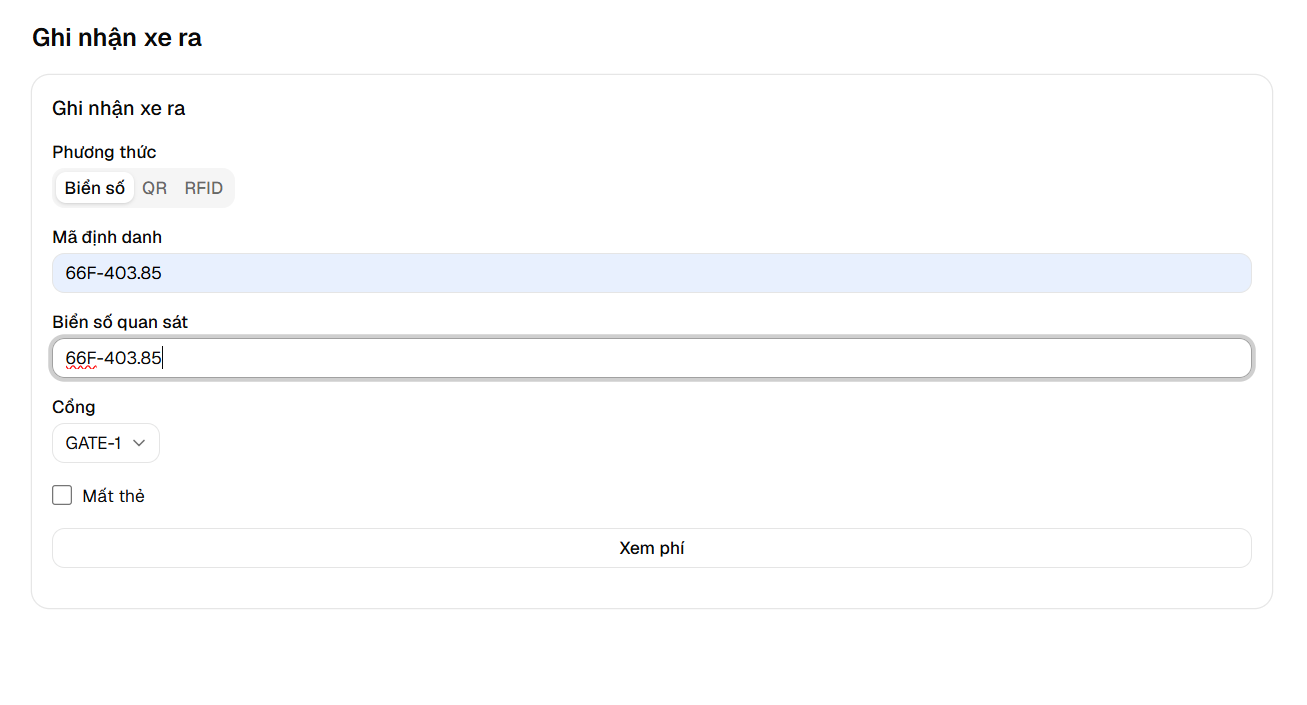 Ghi nhận xe ra
Ghi nhận xe ra
Phương thức
Biển số QR RFID
Mã định danh
66F-403.85
Biển số quan sát
66F-403.85
Cổng
GATE-1
Mất thẻ
Xem phí